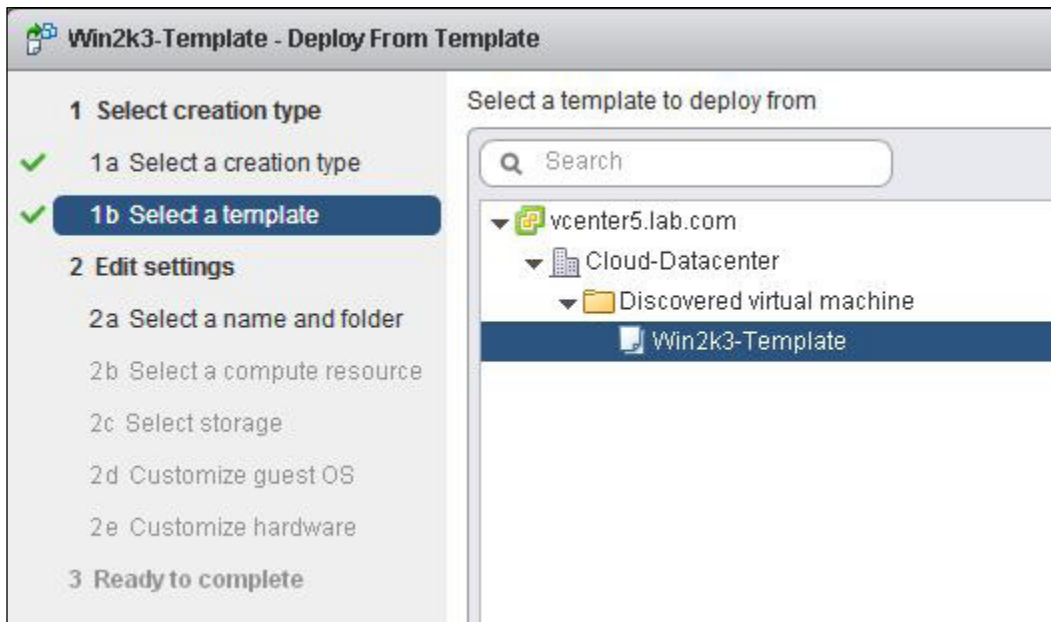 Win2k3-Template - Deploy From Template
1 Select creation type
1a Select a creation type
1b Select a template
2 Edit settings
2a Select a name and folder
2b Select a compute resource
2c Select storage
2d Customize guest OS
2e Customize hardware
3 Ready to complete
Select a template to deploy from
Search
vcenter5.lab.com
Cloud-Datacenter
Discovered virtual machine
Win2k3-Template